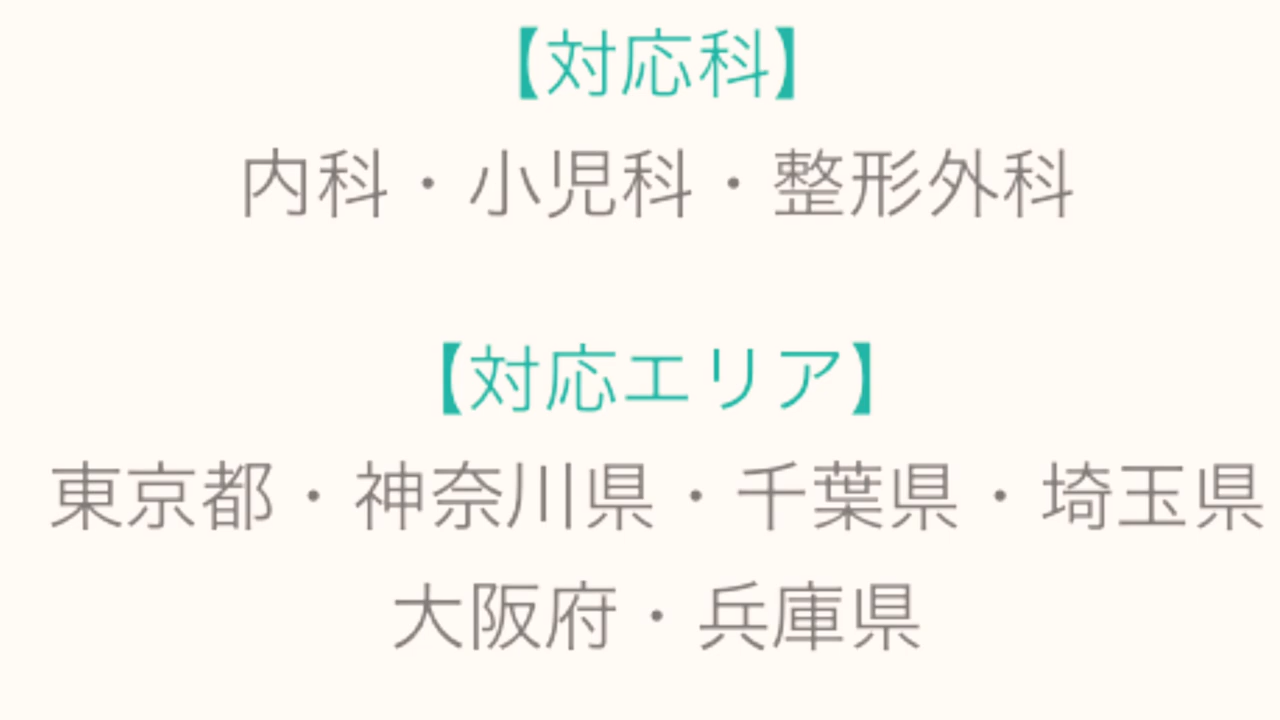 【対応科】
内科・小児科・整形外科
【対応エリア】
東京都・神奈川県・千葉県・埼玉県
大阪府・兵庫県